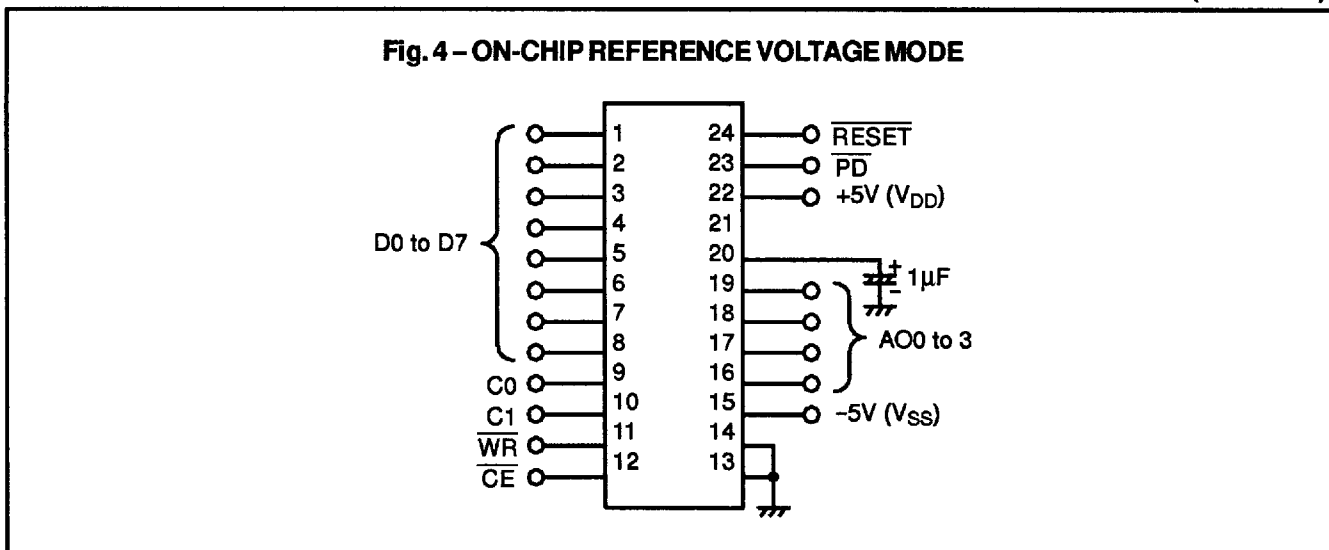 Fig. 4 – ON-CHIP REFERENCE VOLTAGE MODE
1 24 RESET
2 23 PD
3 22 +5V (VDD)
4 21
D0 to D7 5 20 + 1µF
6 19 –
7 18
8 17 AO0 to 3
C0 9 16
C1 10 15 –5V (VSS)
WR 11 14
CE 12 13